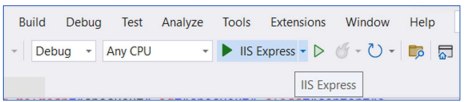 Build Debug Test Analyze Tools Extensions Window Help
Debug Any CPU IIS Express
IIS Express